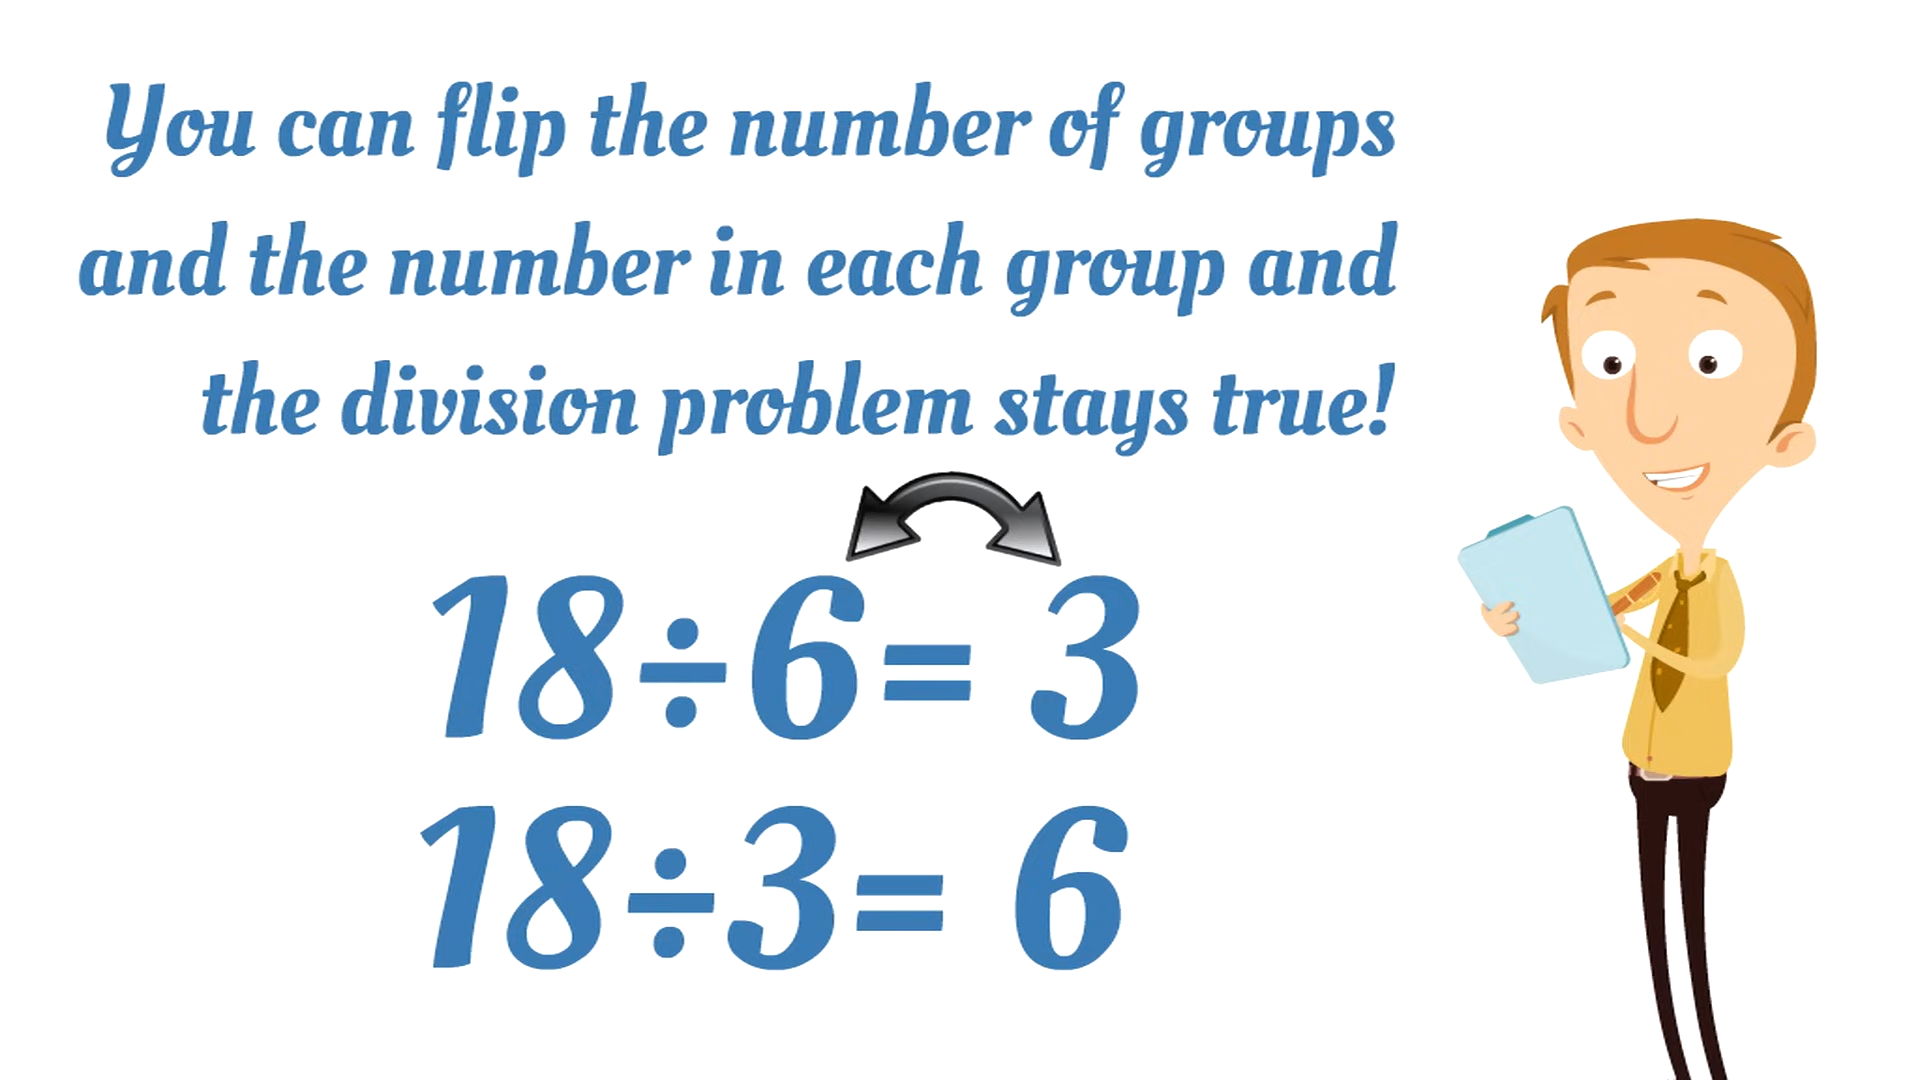 You can flip the number of groups
and the number in each group and
the division problem stays true!
18÷6= 3
18÷3= 6